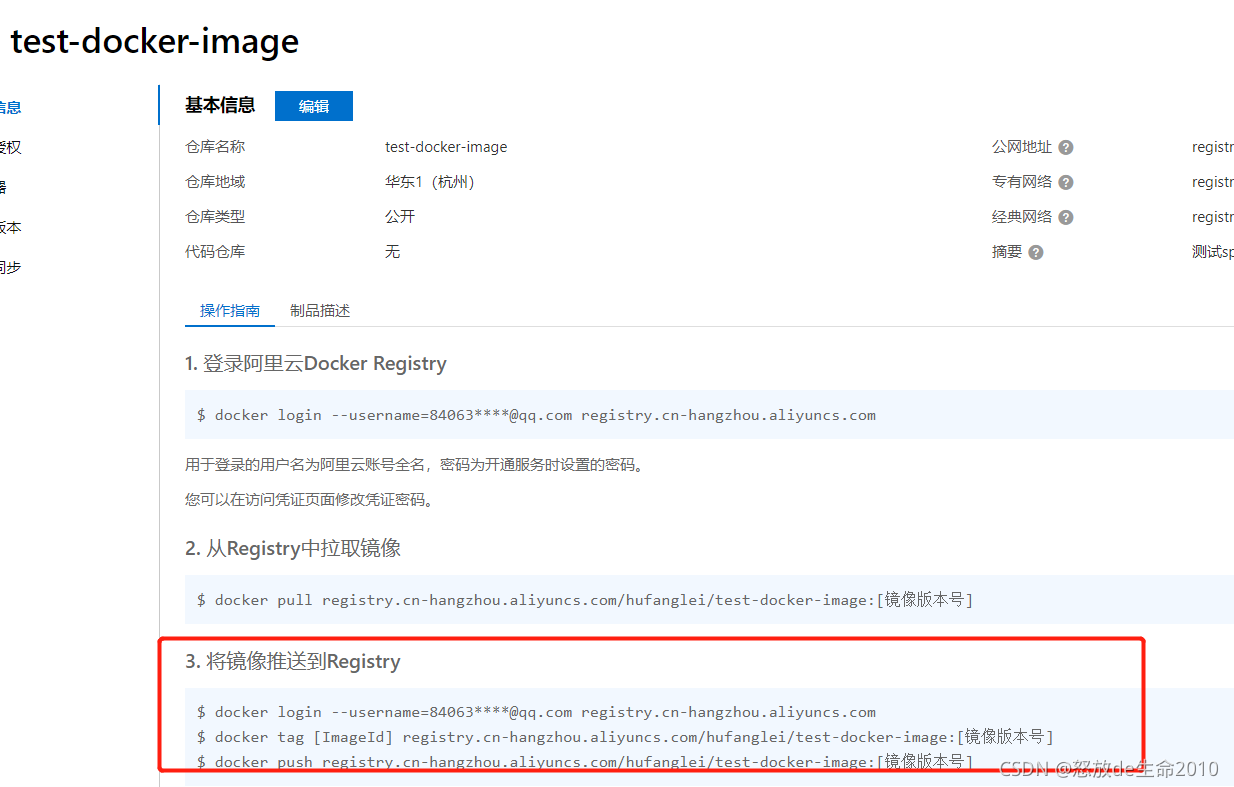 test-docker-image
信息
授权
器
版本
同步
基本信息 编辑
仓库名称 test-docker-image 公网地址 ? registr
仓库地域 华东1（杭州） 专有网络 ? registr
仓库类型 公开 经典网络 ? registr
代码仓库 无 摘要 ? 测试sp
操作指南 制品描述
1. 登录阿里云Docker Registry
$ docker login --username=84063****@qq.com registry.cn-hangzhou.aliyuncs.com
用于登录的用户名为阿里云账号全名，密码为开通服务时设置的密码。
您可以在访问凭证页面修改凭证密码。
2. 从Registry中拉取镜像
$ docker pull registry.cn-hangzhou.aliyuncs.com/hufanglei/test-docker-image:[镜像版本号]
3. 将镜像推送到Registry
$ docker login --username=84063****@qq.com registry.cn-hangzhou.aliyuncs.com
$ docker tag [ImageId] registry.cn-hangzhou.aliyuncs.com/hufanglei/test-docker-image:[镜像版本号]
$ docker push registry.cn-hangzhou.aliyuncs.com/hufanglei/test-docker-image:[镜像版本号]
CSDN @怒放de生命2010